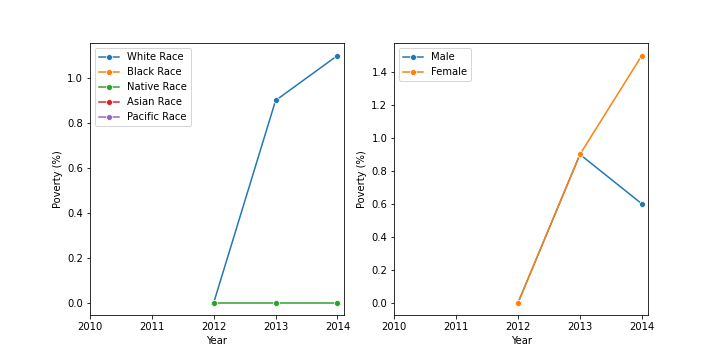 White Race
Black Race
Native Race
Asian Race
Pacific Race
Poverty (%)
1.0
0.8
0.6
0.4
0.2
0.0
2010 2011 2012 2013 2014
Year
Male
Female
Poverty (%)
1.4
1.2
1.0
0.8
0.6
0.4
0.2
0.0
2010 2011 2012 2013 2014
Year